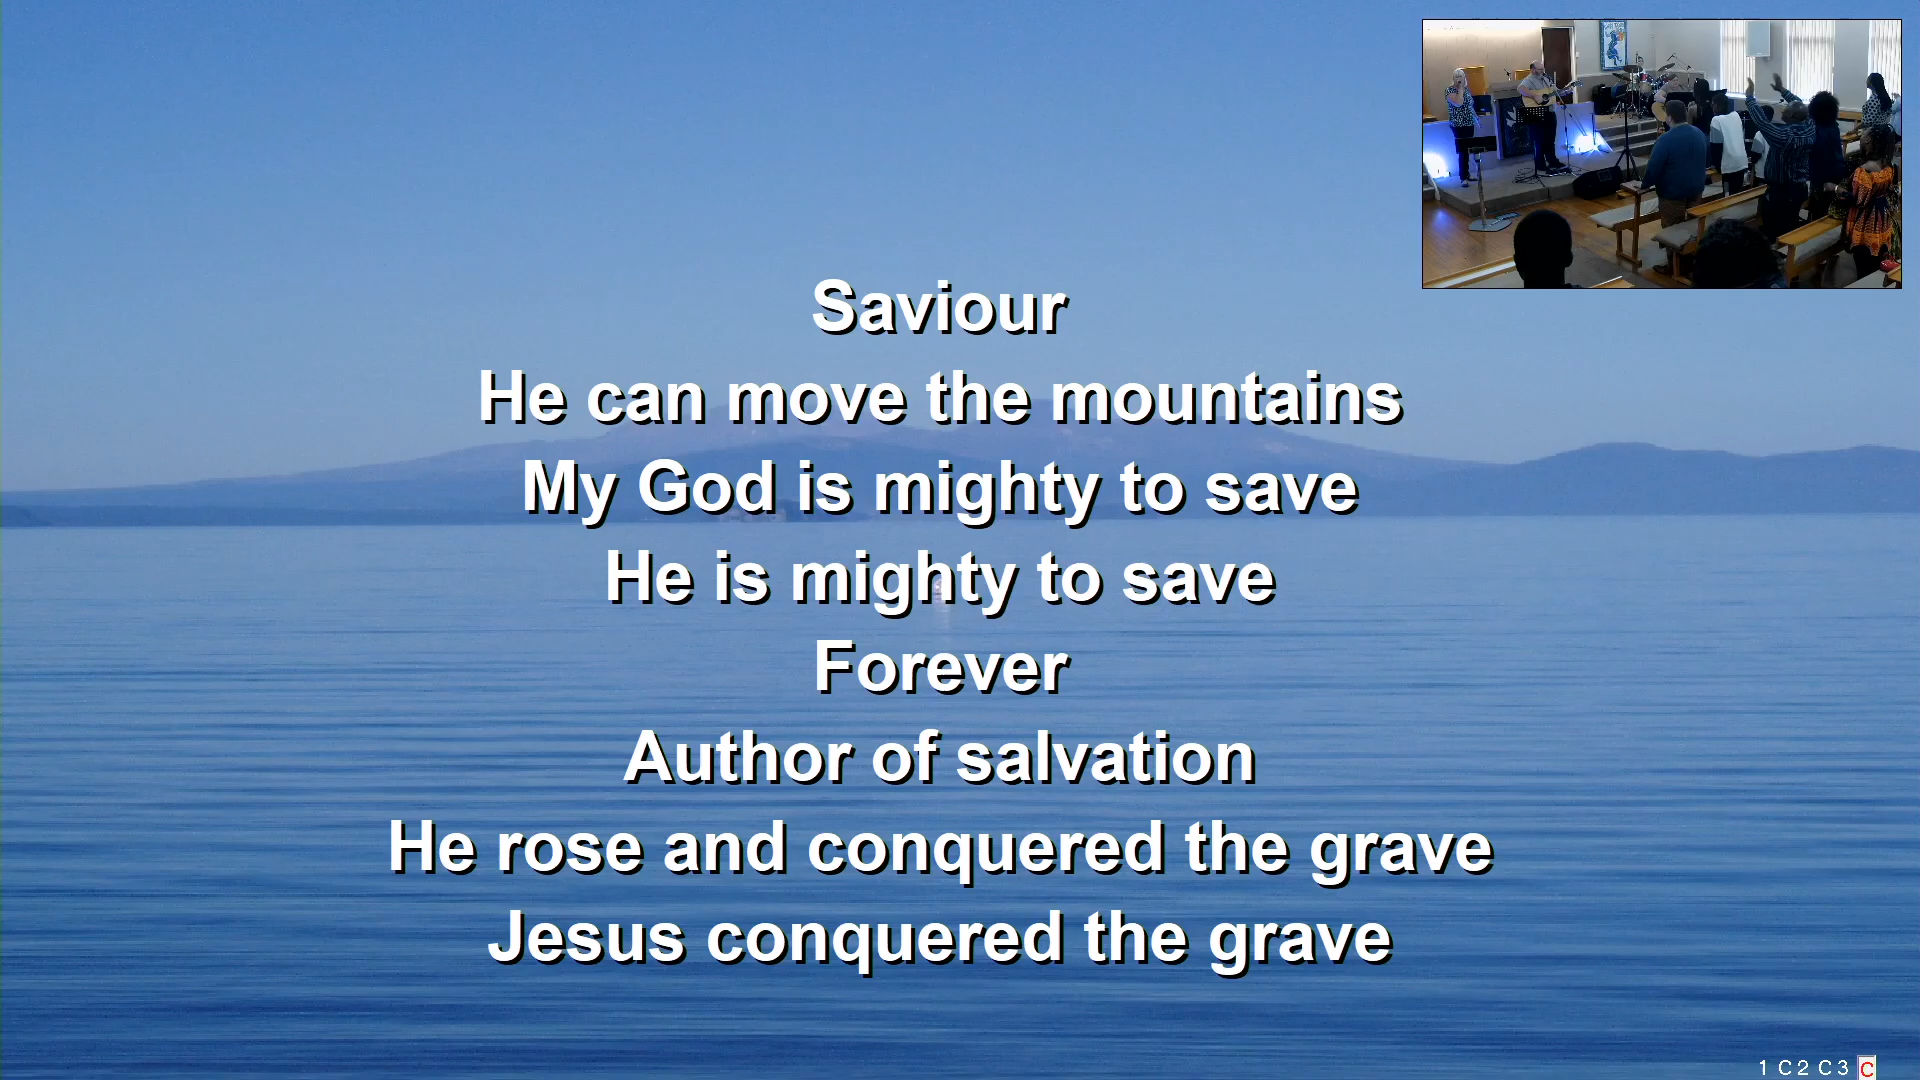 Saviour
He can move the mountains
My God is mighty to save
He is mighty to save
Forever
Author of salvation
He rose and conquered the grave
Jesus conquered the grave
1 C 2 C 3 C